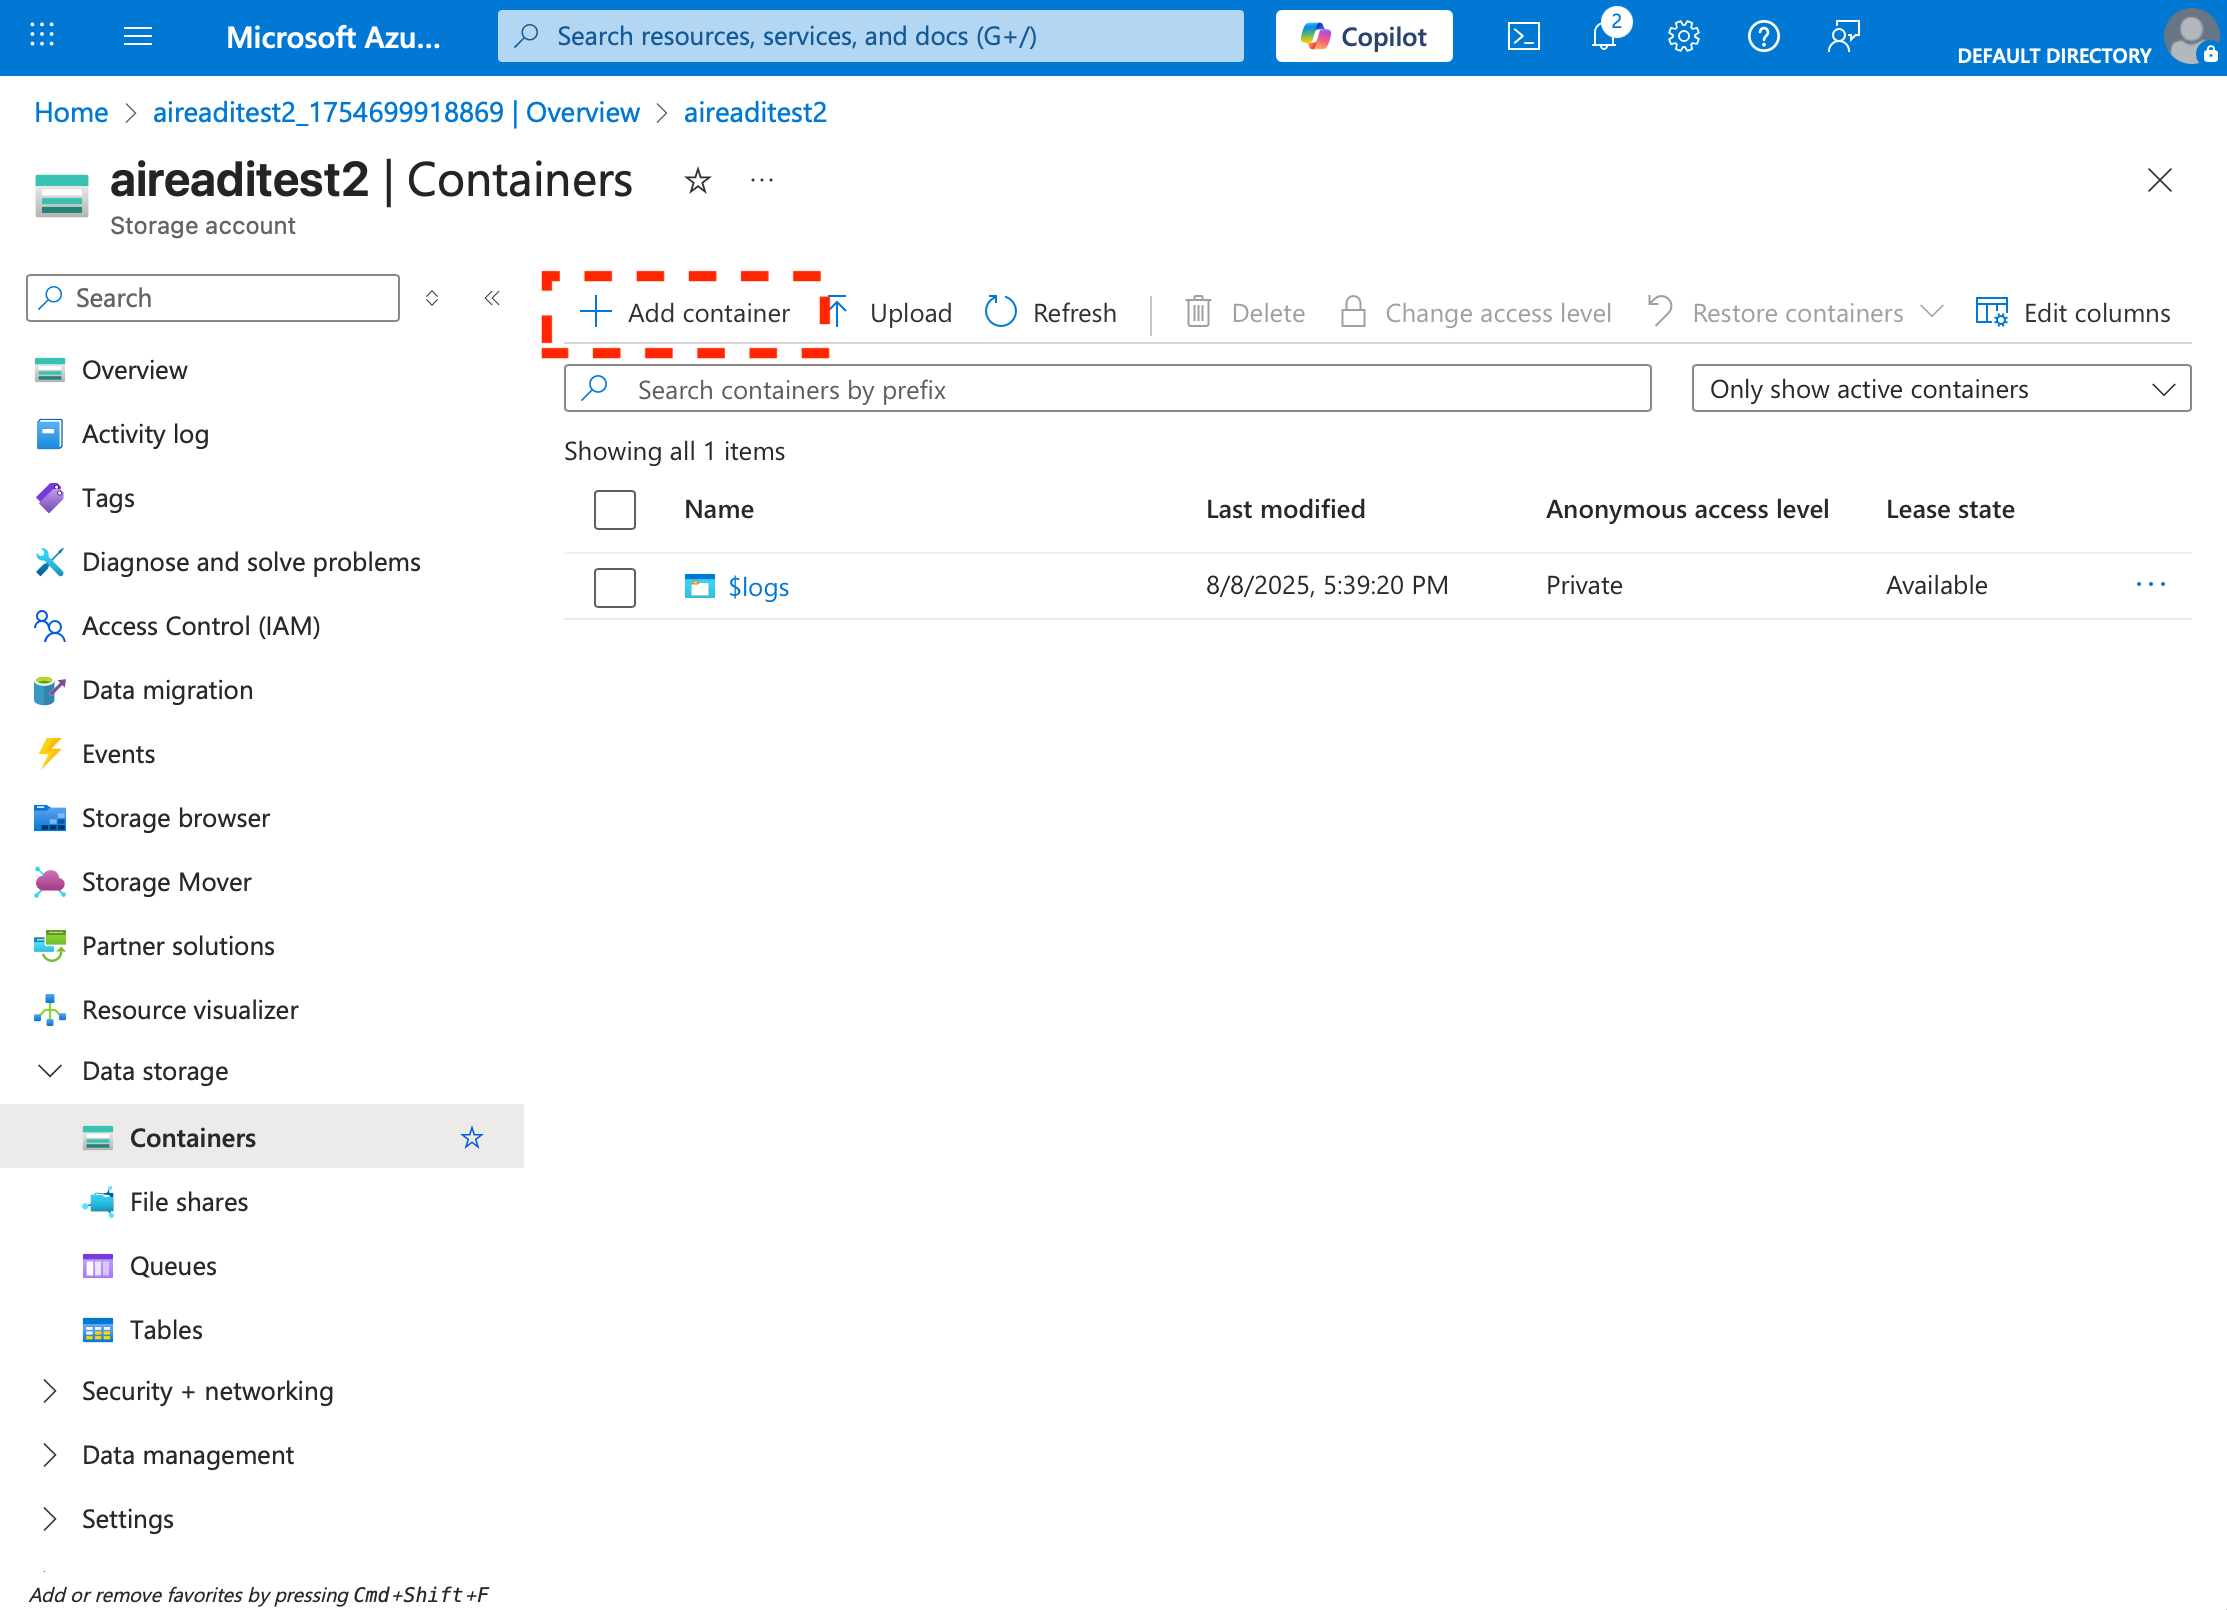 Microsoft Azu...
Search resources, services, and docs (G+/)
Copilot
2
DEFAULT DIRECTORY
Home > aireaditest2_1754699918869 | Overview > aireaditest2
aireaditest2 | Containers
Storage account
Search
Add container
Upload
Refresh
Delete
Change access level
Restore containers
Edit columns
Search containers by prefix
Only show active containers
Showing all 1 items
Name Last modified Anonymous access level Lease state
$logs 8/8/2025, 5:39:20 PM Private Available
Overview
Activity log
Tags
Diagnose and solve problems
Access Control (IAM)
Data migration
Events
Storage browser
Storage Mover
Partner solutions
Resource visualizer
Data storage
Containers
File shares
Queues
Tables
Security + networking
Data management
Settings
Add or remove favorites by pressing Cmd+Shift+F